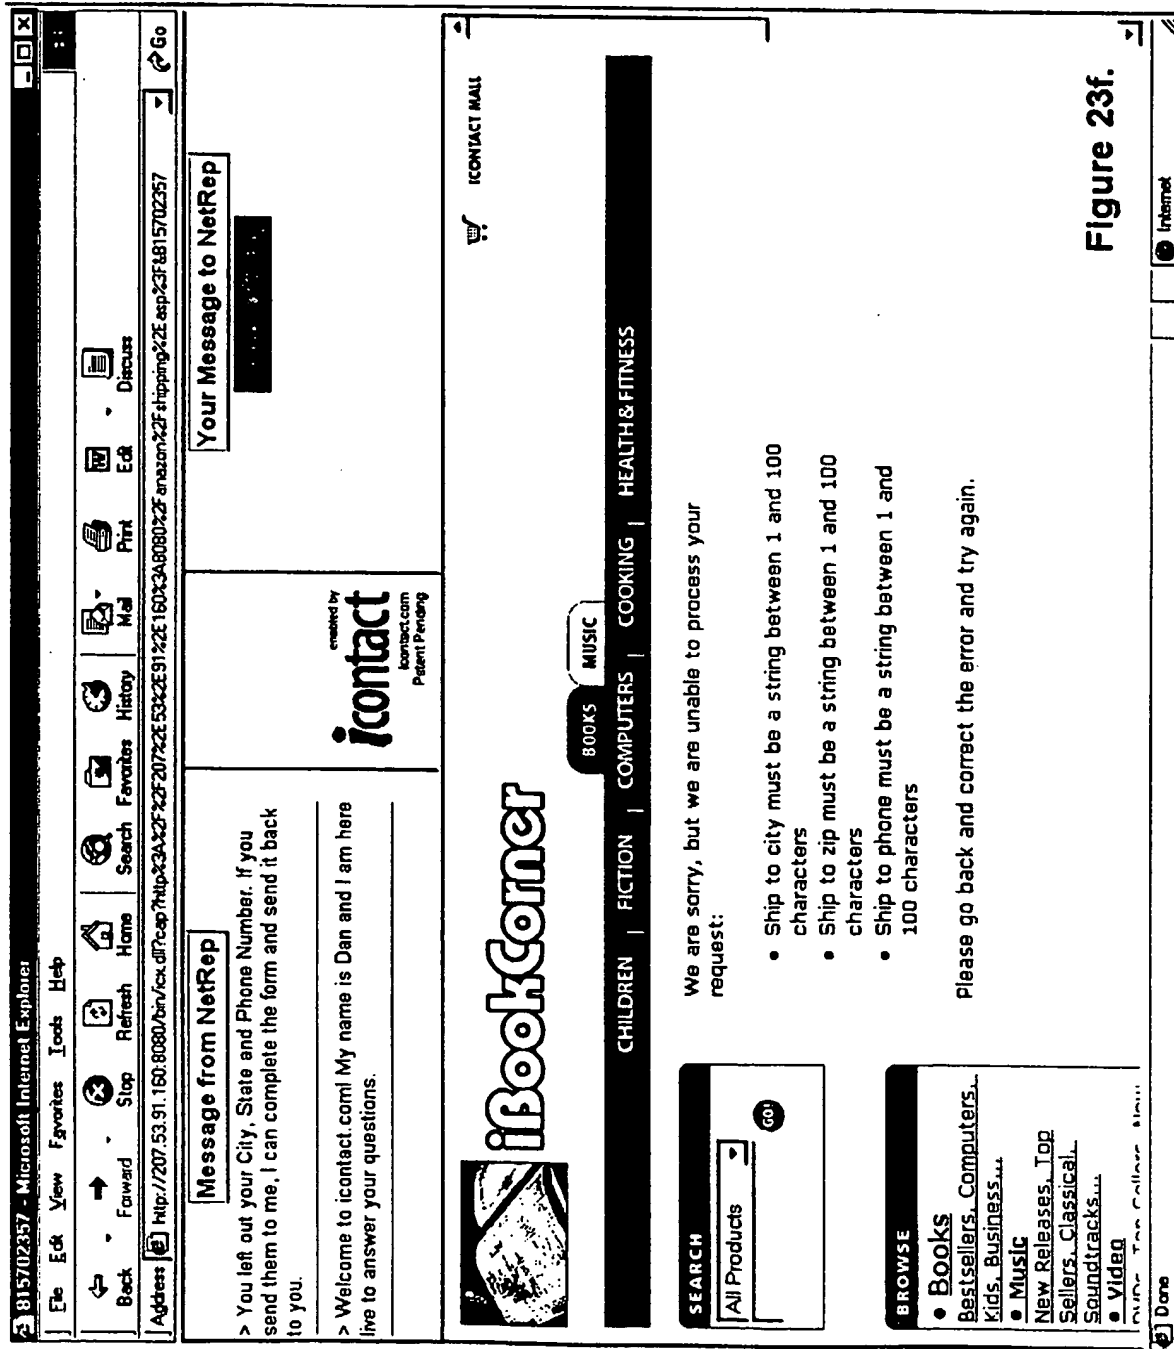 815702357 - Microsoft Internet Explorer
File Edit View Favorites Tools Help
Back Forward Stop Refresh Home Search Favorites History Mail Print Edit Discuss
Address http://207.53.91.160:8080/bin/icx.dll?cap?http%3A%2F%2F207%2E53%2E91%2E160%3A8080%2Famazon%2Fshipping%2Easp%3F&815702357 Go
Message from NetRep
> You left out your City, State and Phone Number. If you
send them to me, I can complete the form and send it back
to you.
> Welcome to icontact.com! My name is Dan and I am here
live to answer your questions.
enabled by
icontact
icontact.com
Patent Pending
Your Message to NetRep
iBookCorner
ICONTACT MALL
BOOKS MUSIC
CHILDREN | FICTION | COMPUTERS | COOKING | HEALTH & FITNESS
SEARCH
All Products
GO!
BROWSE
• Books
Bestsellers, Computers,
Kids, Business...
• Music
New Releases, Top
Sellers, Classical,
Soundtracks...
• Video
We are sorry, but we are unable to process your
request:
• Ship to city must be a string between 1 and 100
characters
• Ship to zip must be a string between 1 and 100
characters
• Ship to phone must be a string between 1 and
100 characters
Please go back and correct the error and try again.
Figure 23f.
Done
Internet